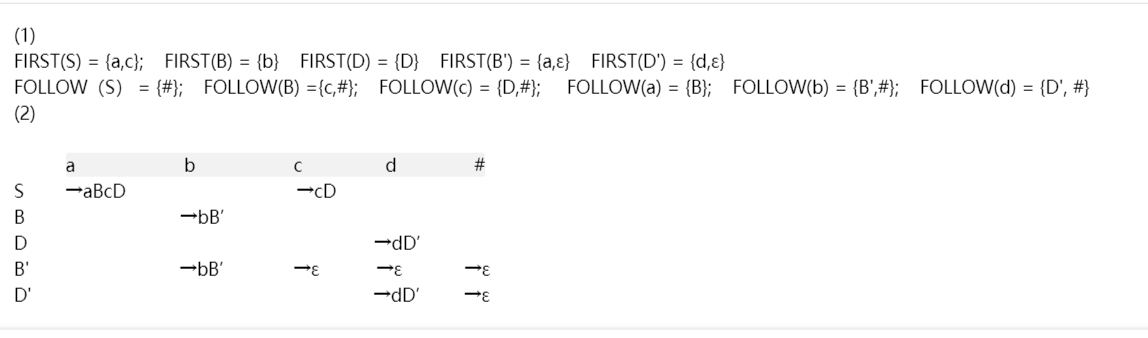 (1)
FIRST(S) = {a,c}; FIRST(B) = {b} FIRST(D) = {D} FIRST(B') = {a,ε} FIRST(D') = {d,ε}
FOLLOW (S) = {#}; FOLLOW(B) ={c,#}; FOLLOW(c) = {D,#}; FOLLOW(a) = {B}; FOLLOW(b) = {B',#}; FOLLOW(d) = {D', #}
(2)
a b c d #
S →aBcD →cD
B →bB′
D →dD′
B' →bB′ →ε →ε →ε
D' →dD′ →ε